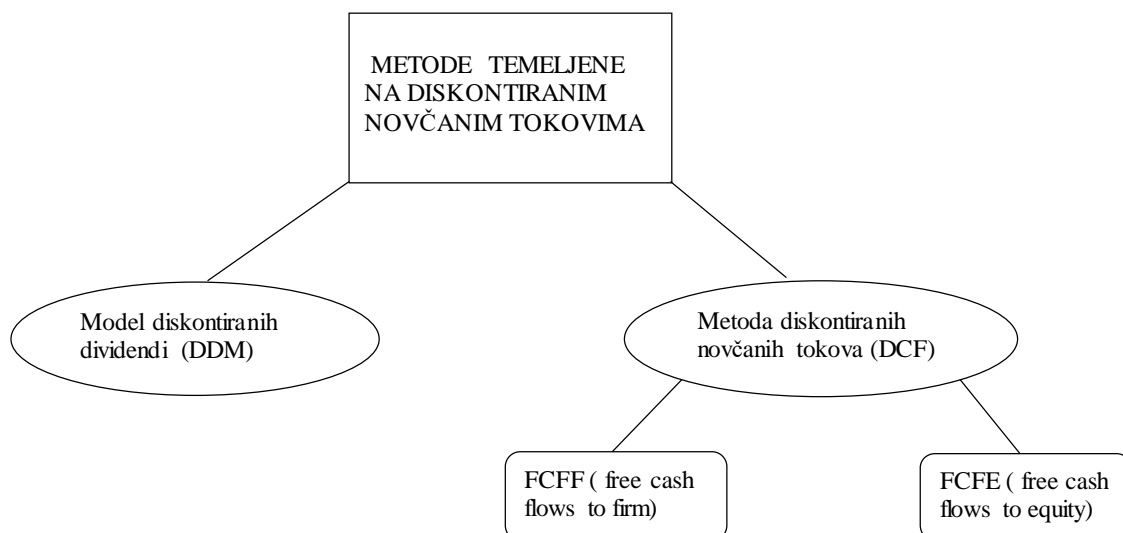 METODE TEMELJENE
NA DISKONTIRANIM
NOVČANIM TOKOVIMA
Model diskontiranih
dividendi (DDM)
Metoda diskontiranih
novčanih tokova (DCF)
FCFF ( free cash
flows to firm)
FCFE ( free cash
flows to equity)